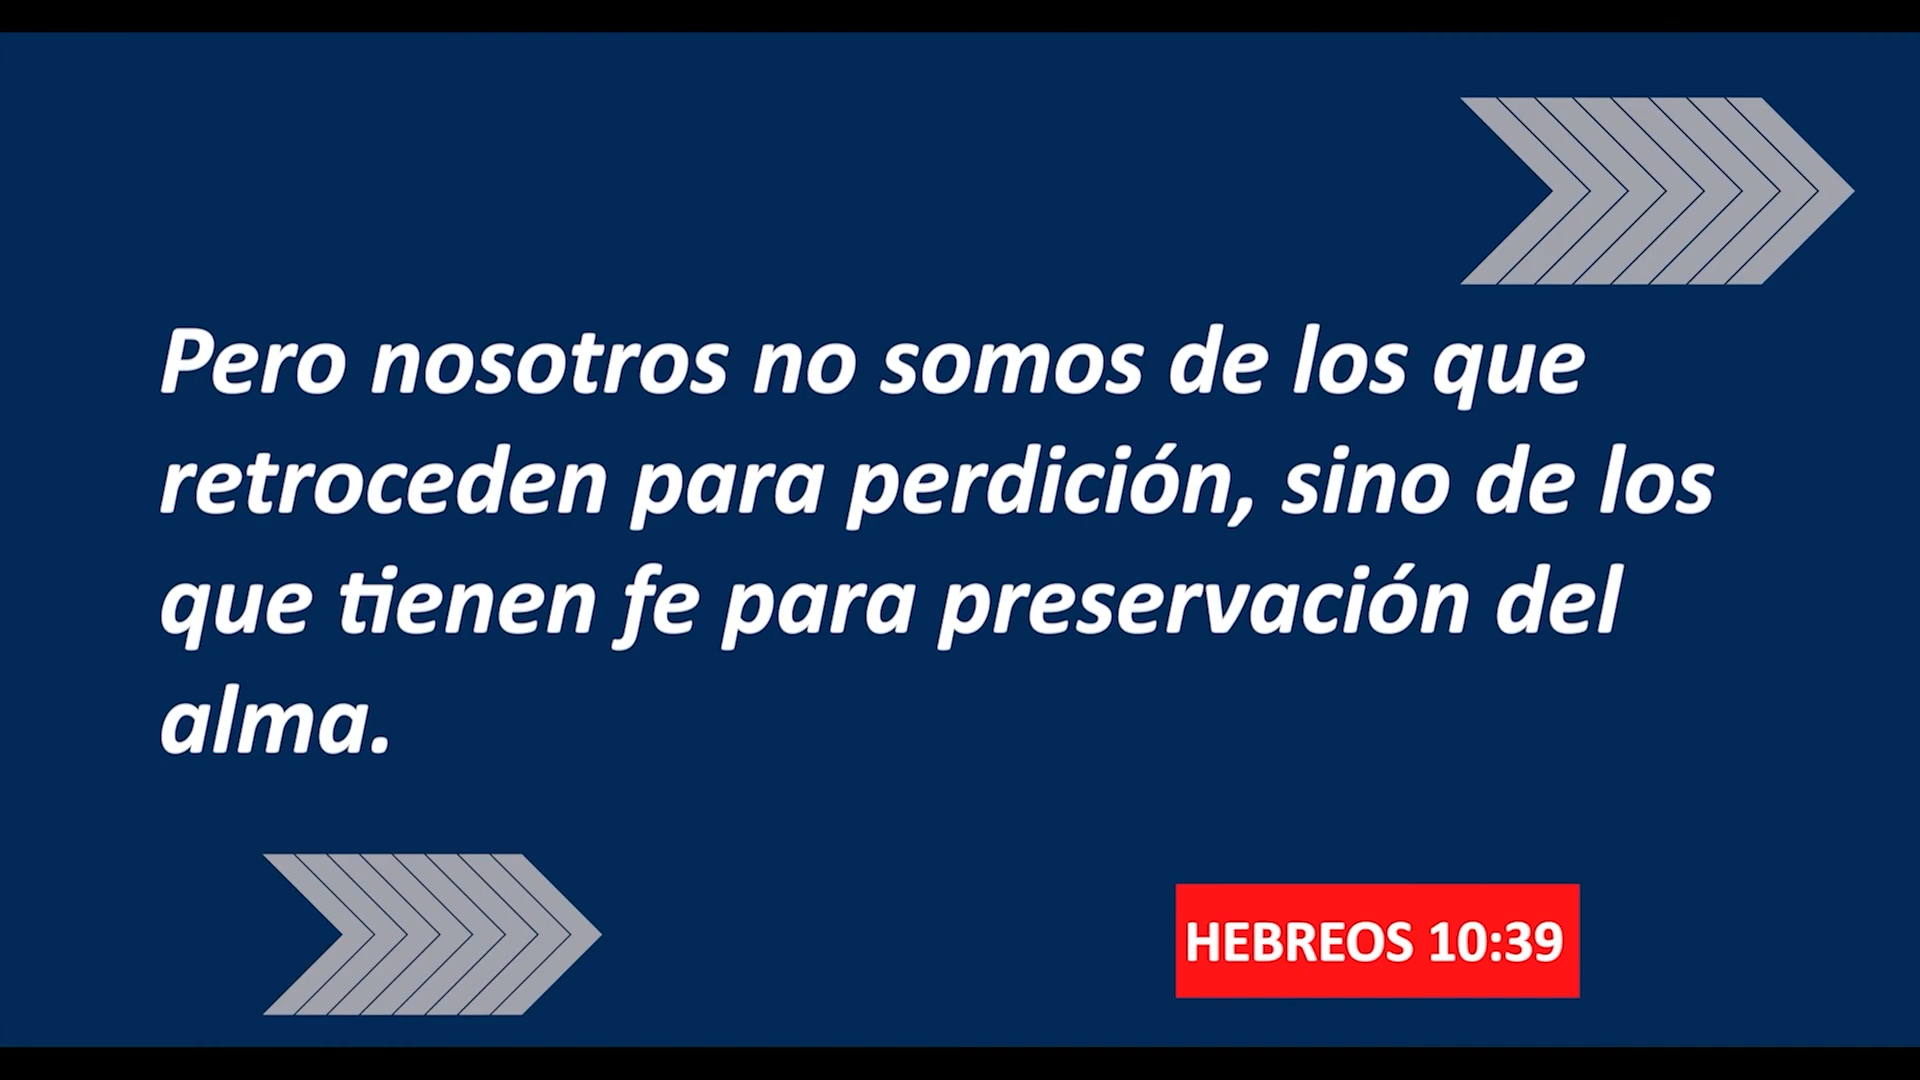 Pero nosotros no somos de los que
retroceden para perdición, sino de los
que tienen fe para preservación del
alma.
HEBREOS 10:39